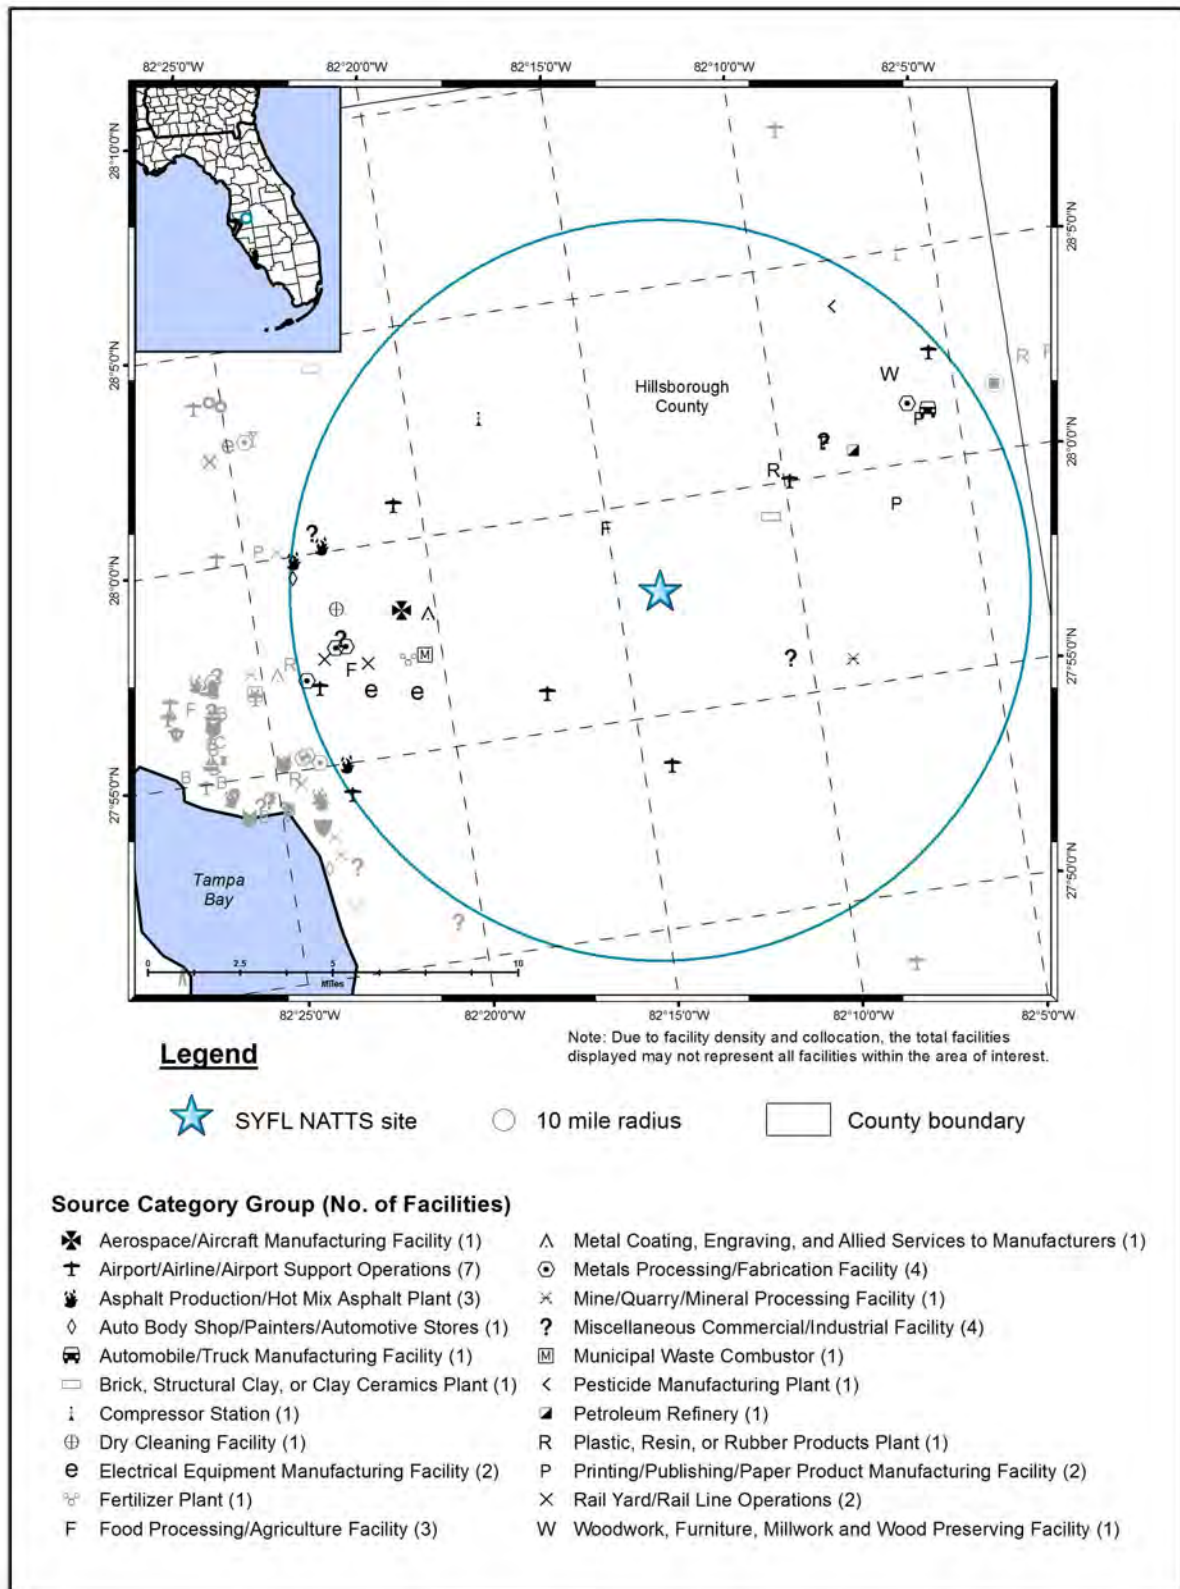 82°25'0"W 82°20'0"W 82°15'0"W 82°10'0"W 82°5'0"W
28°10'0"N
28°5'0"N
28°5'0"N
Hillsborough
County
28°0'0"N
28°0'0"N
27°55'0"N
27°55'0"N
27°50'0"N
Tampa
Bay
0 2.5 5 10
Miles
82°25'0"W 82°20'0"W 82°15'0"W 82°10'0"W 82°5'0"W
Note: Due to facility density and collocation, the total facilities
displayed may not represent all facilities within the area of interest.
Legend
SYFL NATTS site
10 mile radius
County boundary
Source Category Group (No. of Facilities)
Aerospace/Aircraft Manufacturing Facility (1)
Airport/Airline/Airport Support Operations (7)
Asphalt Production/Hot Mix Asphalt Plant (3)
Auto Body Shop/Painters/Automotive Stores (1)
Automobile/Truck Manufacturing Facility (1)
Brick, Structural Clay, or Clay Ceramics Plant (1)
Compressor Station (1)
Dry Cleaning Facility (1)
e Electrical Equipment Manufacturing Facility (2)
Fertilizer Plant (1)
F Food Processing/Agriculture Facility (3)
Metal Coating, Engraving, and Allied Services to Manufacturers (1)
Metals Processing/Fabrication Facility (4)
Mine/Quarry/Mineral Processing Facility (1)
? Miscellaneous Commercial/Industrial Facility (4)
M Municipal Waste Combustor (1)
< Pesticide Manufacturing Plant (1)
Petroleum Refinery (1)
R Plastic, Resin, or Rubber Products Plant (1)
P Printing/Publishing/Paper Product Manufacturing Facility (2)
X Rail Yard/Rail Line Operations (2)
W Woodwork, Furniture, Millwork and Wood Preserving Facility (1)